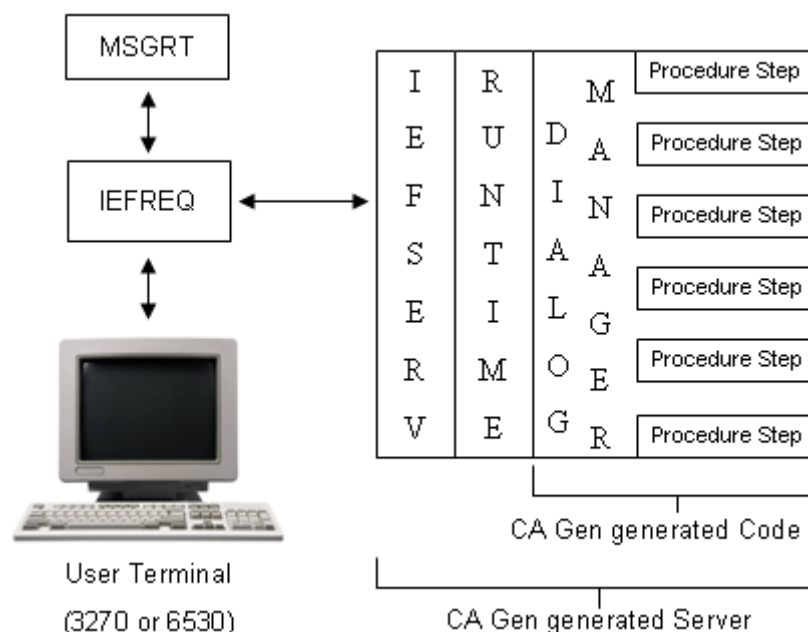 MSGRT
IEFREQ
User Terminal
(3270 or 6530)
IEFSERV
RUNTIME
DIALOG
MANAGER
Procedure Step
Procedure Step
Procedure Step
Procedure Step
Procedure Step
Procedure Step
CA Gen generated Code
CA Gen generated Server